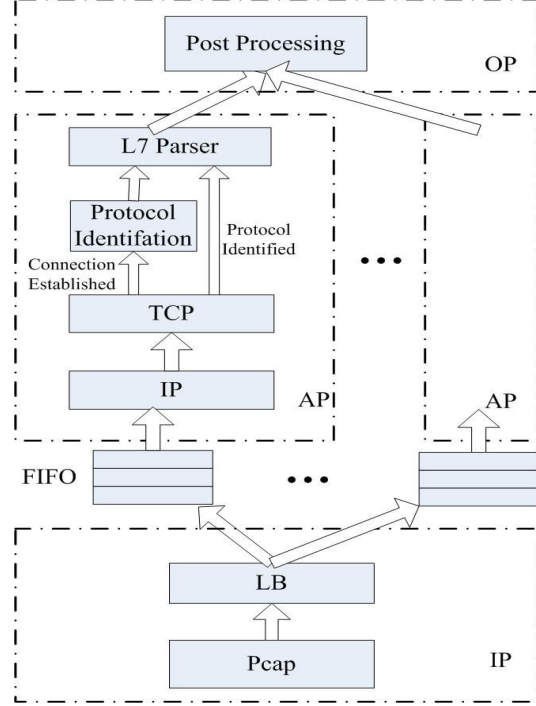 Post Processing
OP
L7 Parser
Protocol
Identifation
Protocol
Identified
Connection
Established
TCP
IP
AP
AP
FIFO
LB
Pcap
IP